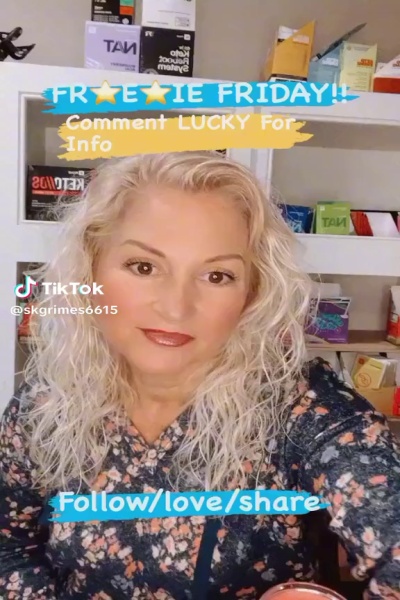 NAT
Keto
Reboot
System
FR⭐E⭐IE FRIDAY!!
Comment LUCKY For
Info
KETO//OS
NAT
TikTok
@skgrimes6615
Follow/love/share